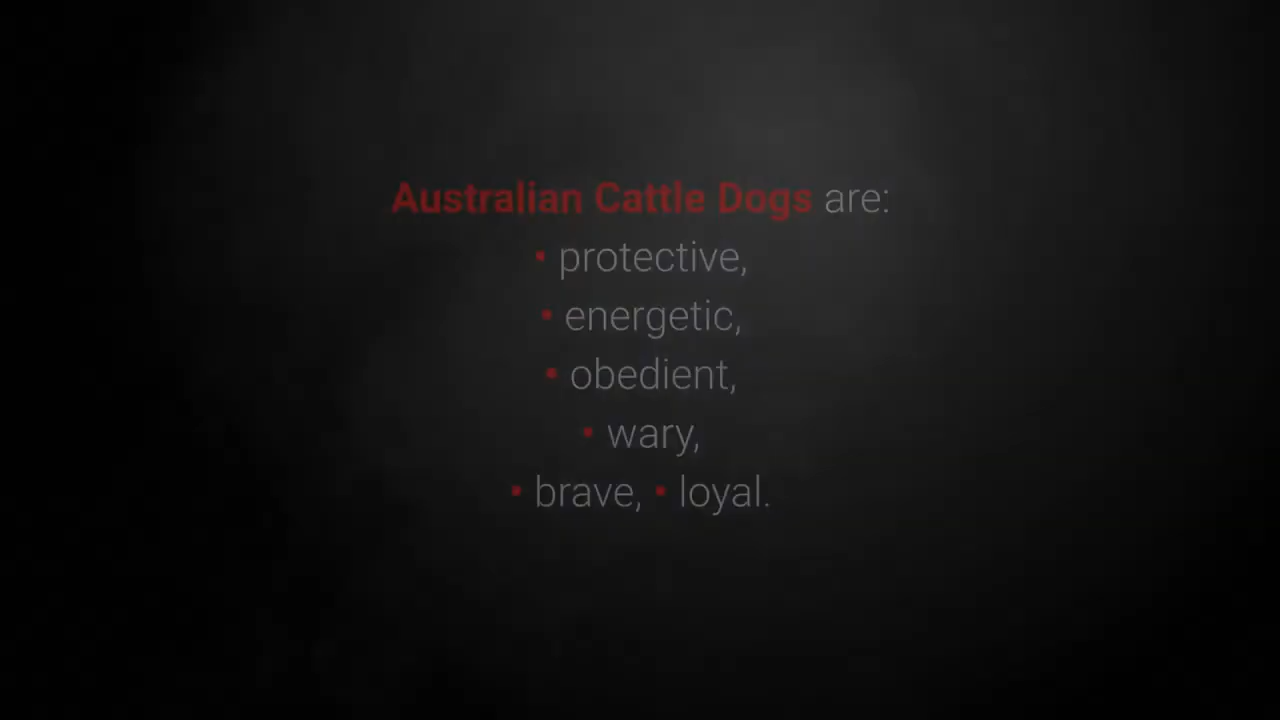 Australian Cattle Dogs are:
• protective,
• energetic,
• obedient,
• wary,
• brave, • loyal.